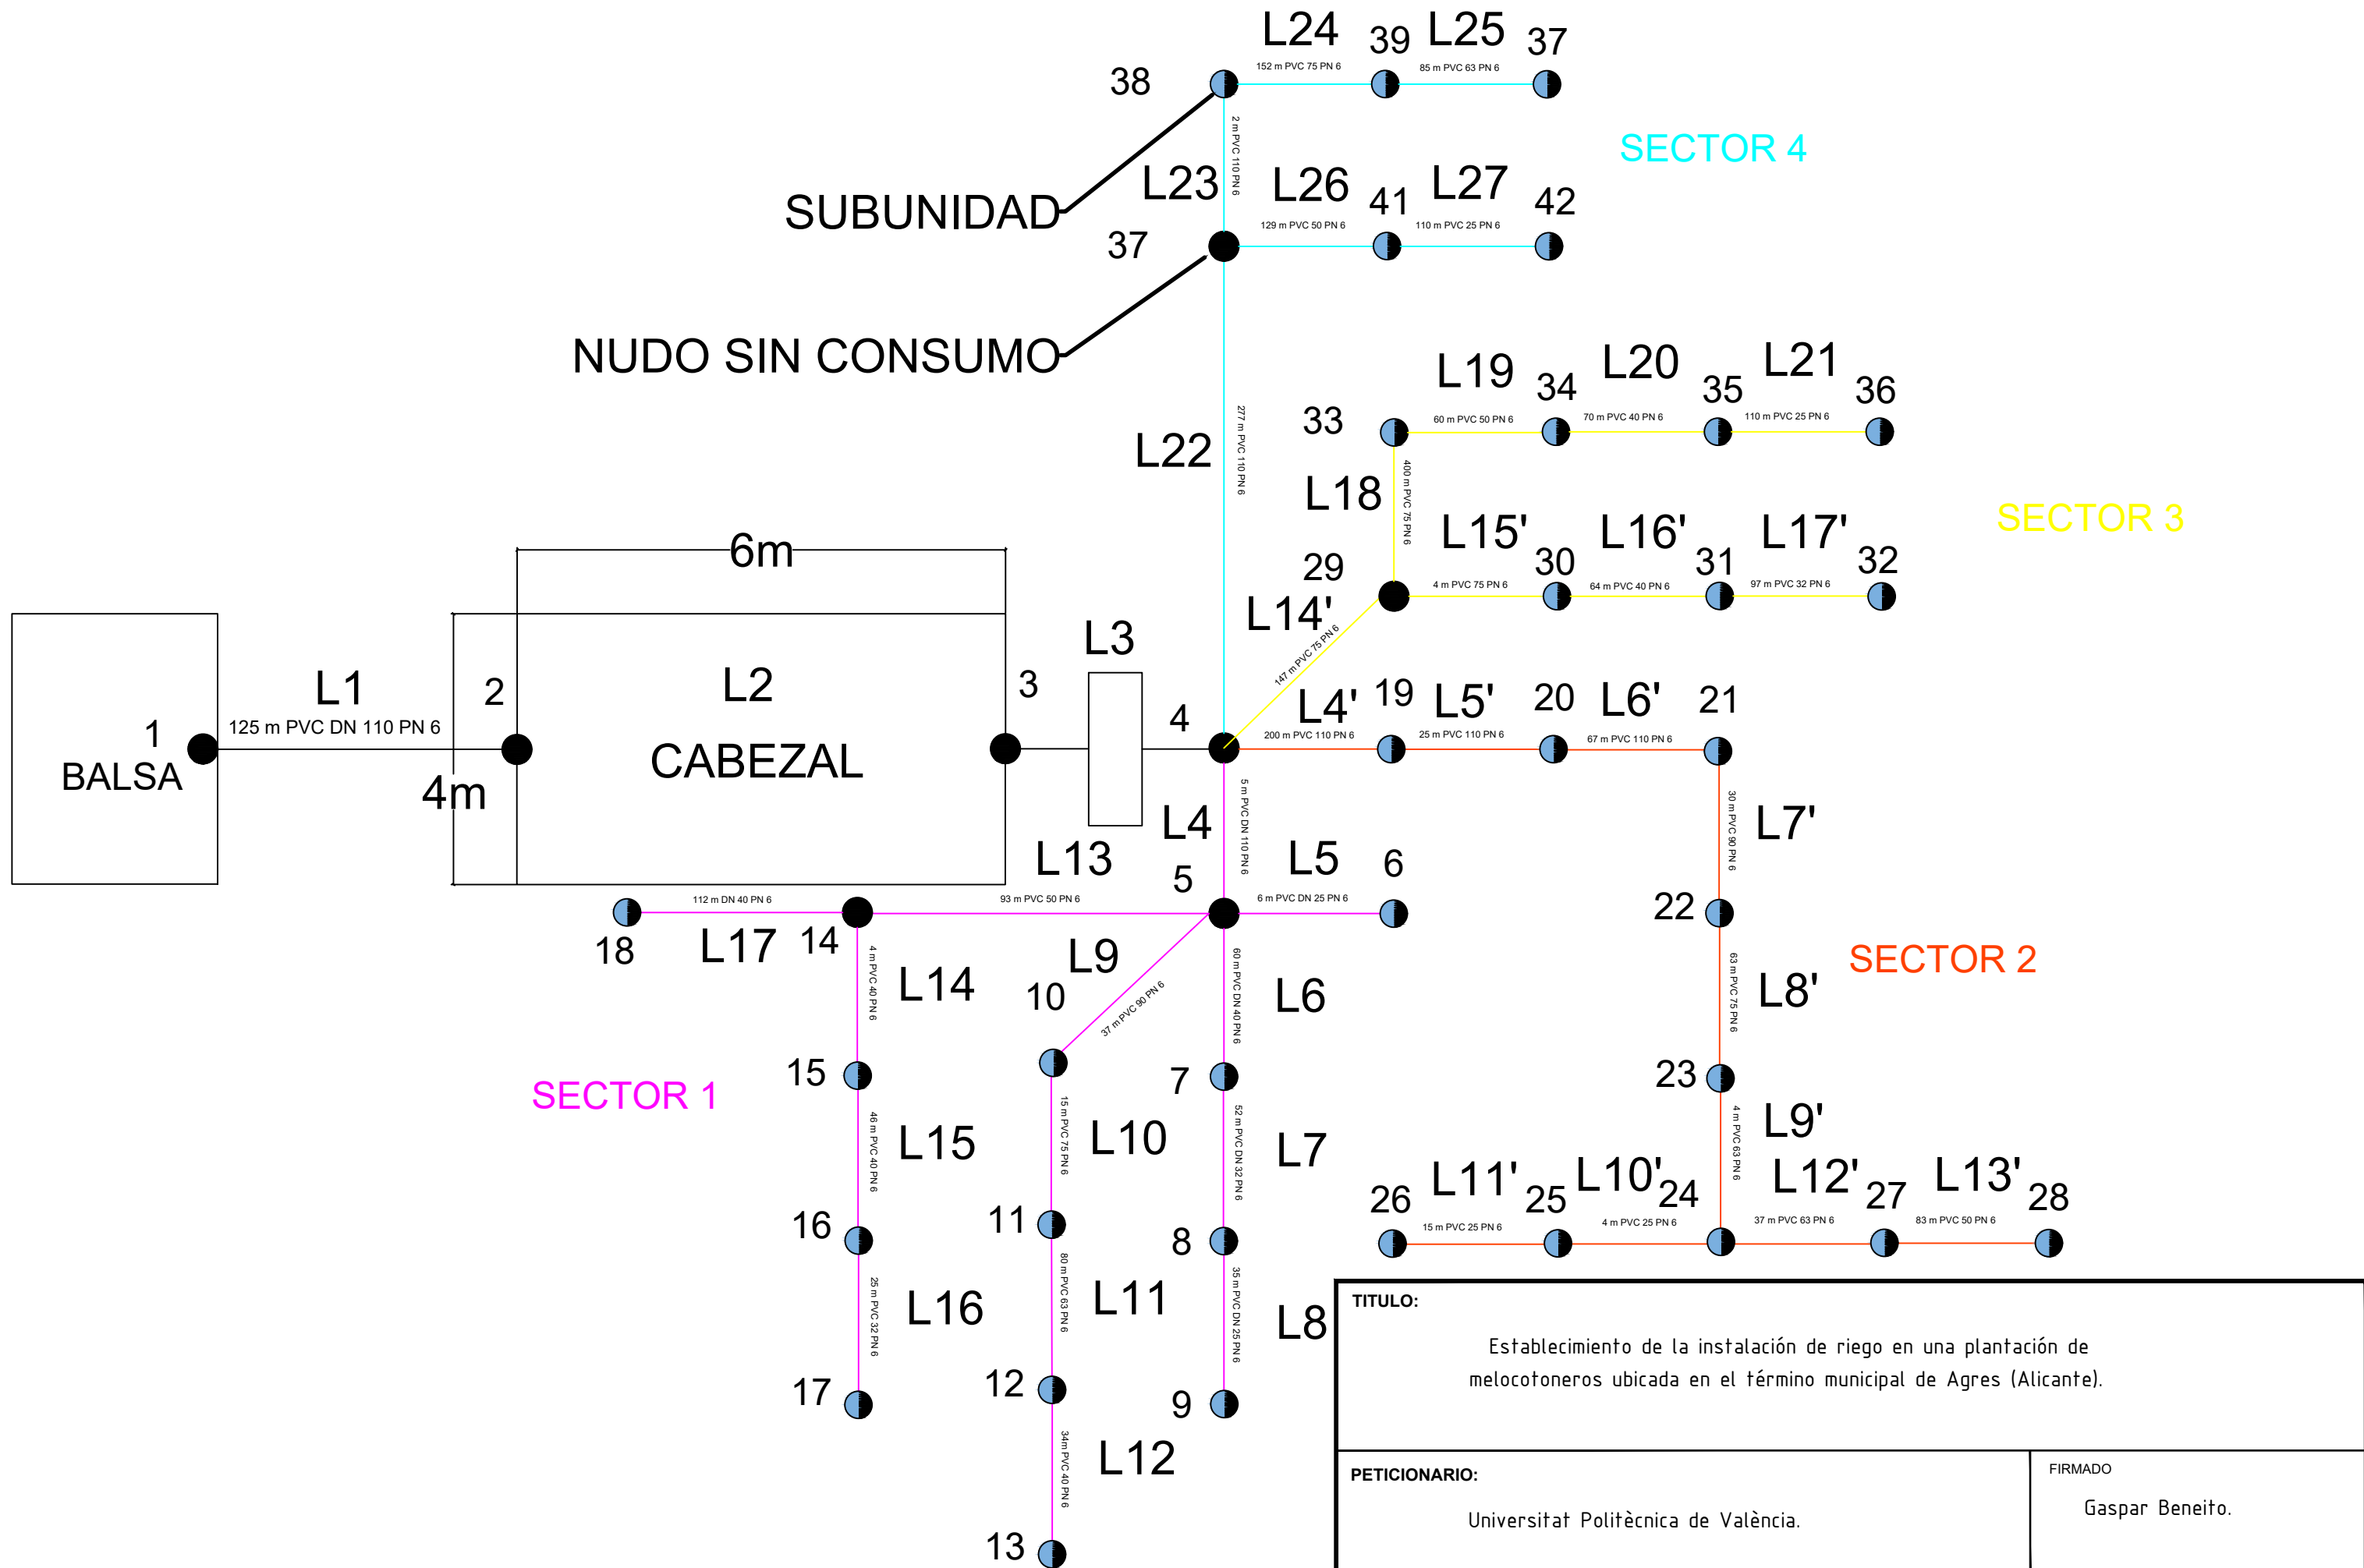 L24
39
L25
37
152 m PVC 75 PN 6
85 m PVC 63 PN 6
38
2 m PVC 110 PN 6
SECTOR 4
L23
L26
41
L27
42
SUBUNIDAD
129 m PVC 50 PN 6
110 m PVC 25 PN 6
37
NUDO SIN CONSUMO
L19
34
L20
35
L21
36
33
60 m PVC 50 PN 6
70 m PVC 40 PN 6
110 m PVC 25 PN 6
277 m PVC 110 PN 6
L22
L18
400 m PVC 75 PN 6
SECTOR 3
6m
L15'
30
L16'
31
L17'
32
29
4 m PVC 75 PN 6
64 m PVC 40 PN 6
97 m PVC 32 PN 6
L14'
147 m PVC 75 PN 6
L3
L1
2
L2
3
4
L4'
19
L5'
20
L6'
21
1
125 m PVC DN 110 PN 6
200 m PVC 110 PN 6
25 m PVC 110 PN 6
67 m PVC 110 PN 6
BALSA
CABEZAL
4m
5 m PVC DN 110 PN 6
L4
30 m PVC 90 PN 6
L7'
L13
5
L5
6
112 m DN 40 PN 6
93 m PVC 50 PN 6
6 m PVC DN 25 PN 6
18
L17
14
22
L9
10
37 m PVC 90 PN 6
4 m PVC 40 PN 6
L14
60 m PVC DN 40 PN 6
L6
63 m PVC 75 PN 6
L8'
SECTOR 2
15
7
23
SECTOR 1
46 m PVC 40 PN 6
L15
15 m PVC 75 PN 6
L10
52 m PVC DN 32 PN 6
L7
4 m PVC 63 PN 6
L9'
26
L11'
25
L10'
24
L12'
27
L13'
28
15 m PVC 25 PN 6
4 m PVC 25 PN 6
37 m PVC 63 PN 6
83 m PVC 50 PN 6
16
11
8
25 m PVC 32 PN 6
L16
80 m PVC 63 PN 6
L11
35 m PVC DN 25 PN 6
L8
17
12
9
34m PVC 40 PN 6
L12
13
TITULO:
Establecimiento de la instalación de riego en una plantación de
melocotoneros ubicada en el término municipal de Agres (Alicante).
PETICIONARIO:
Universitat Politècnica de València.
FIRMADO
Gaspar Beneito.